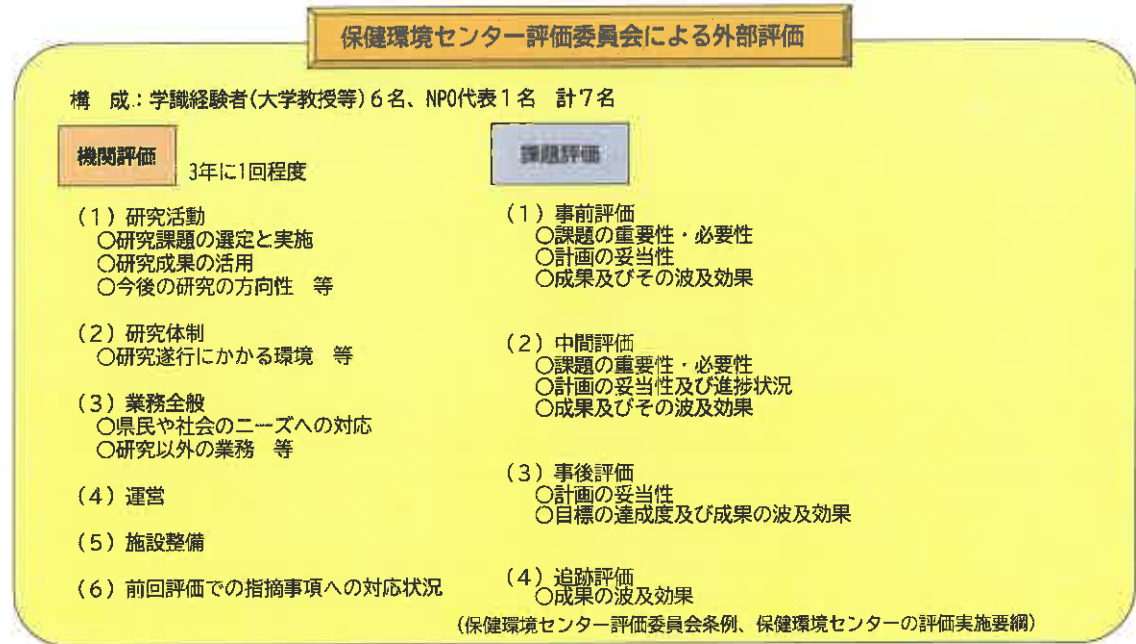 保健環境センター評価委員会による外部評価
構　成：学識経験者(大学教授等)６名、NPO代表１名　計７名
機関評価
3年に1回程度
(１) 研究活動
○研究課題の選定と実施
○研究成果の活用
○今後の研究の方向性　等
(２) 研究体制
○研究遂行にかかる環境　等
(３) 業務全般
○県民や社会のニーズへの対応
○研究以外の業務　等
(４) 運営
(５) 施設整備
(６) 前回評価での指摘事項への対応状況
課題評価
(１) 事前評価
○課題の重要性・必要性
○計画の妥当性
○成果及びその波及効果
(２) 中間評価
○課題の重要性・必要性
○計画の妥当性及び進捗状況
○成果及びその波及効果
(３) 事後評価
○計画の妥当性
○目標の達成度及び成果の波及効果
(４) 追跡評価
○成果の波及効果
(保健環境センター評価委員会条例、保健環境センターの評価実施要綱)